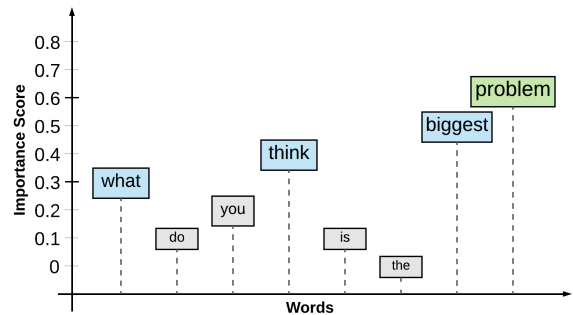 0.8
0.7
0.6
0.5
0.4
0.3
0.2
0.1
0
Importance Score
what
do
you
think
is
the
biggest
problem
Words